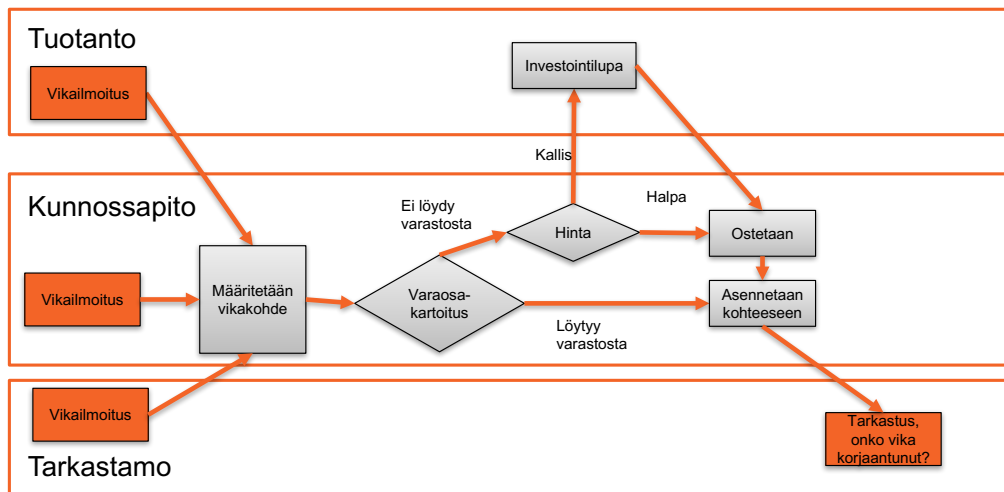 Tuotanto
Vikailmoitus
Investointilupa
Kallis
Kunnossapito
Ei löydy
varastosta
Halpa
Hinta
Ostetaan
Vikailmoitus
Määritetään
vikakohde
Varaosa-
kartoitus
Asennetaan
kohteeseen
Löytyy
varastosta
Vikailmoitus
Tarkastus,
onko vika
korjaantunut?
Tarkastamo